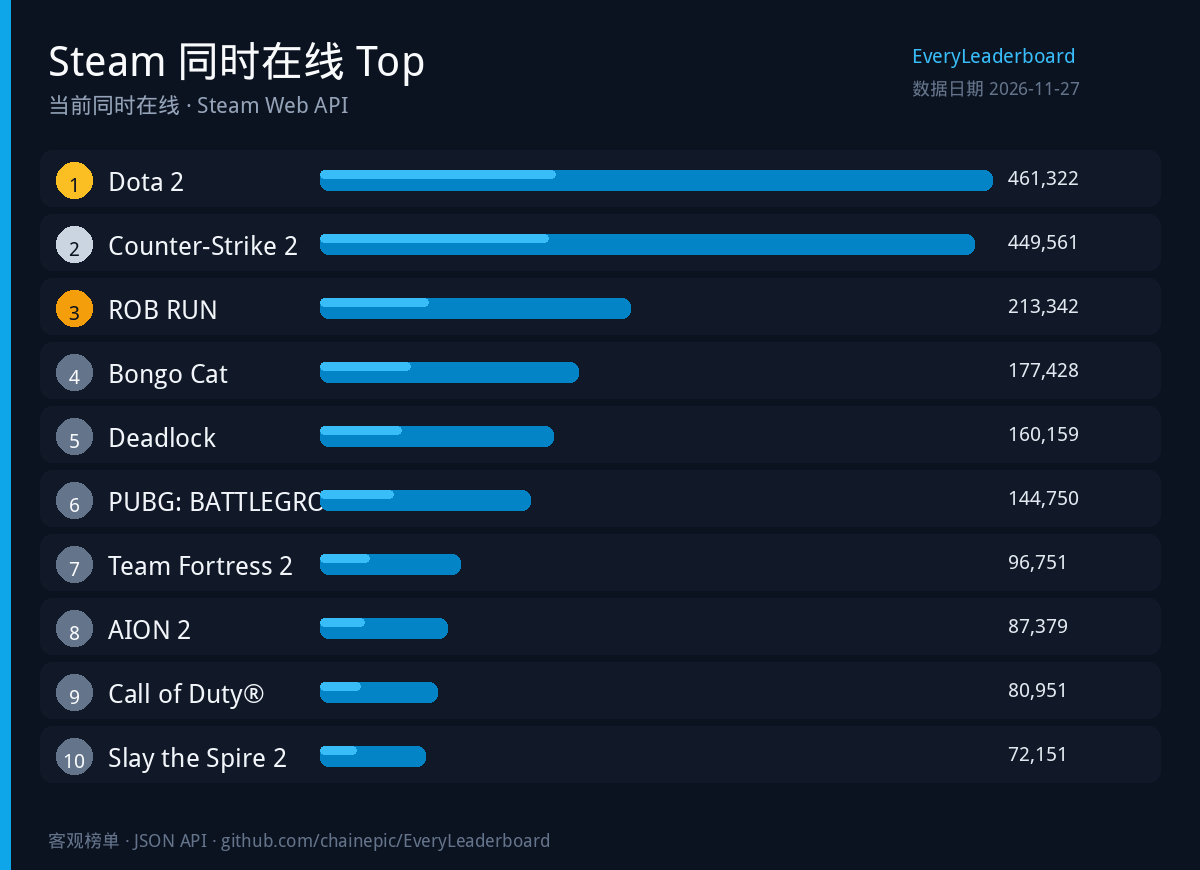 Steam 同时在线 Top
当前同时在线 · Steam Web API
EveryLeaderboard
数据日期 2026-11-27
1 Dota 2 461,322
2 Counter-Strike 2 449,561
3 ROB RUN 213,342
4 Bongo Cat 177,428
5 Deadlock 160,159
6 PUBG: BATTLEGRO 144,750
7 Team Fortress 2 96,751
8 AION 2 87,379
9 Call of Duty® 80,951
10 Slay the Spire 2 72,151
客观榜单 · JSON API · github.com/chainepic/EveryLeaderboard